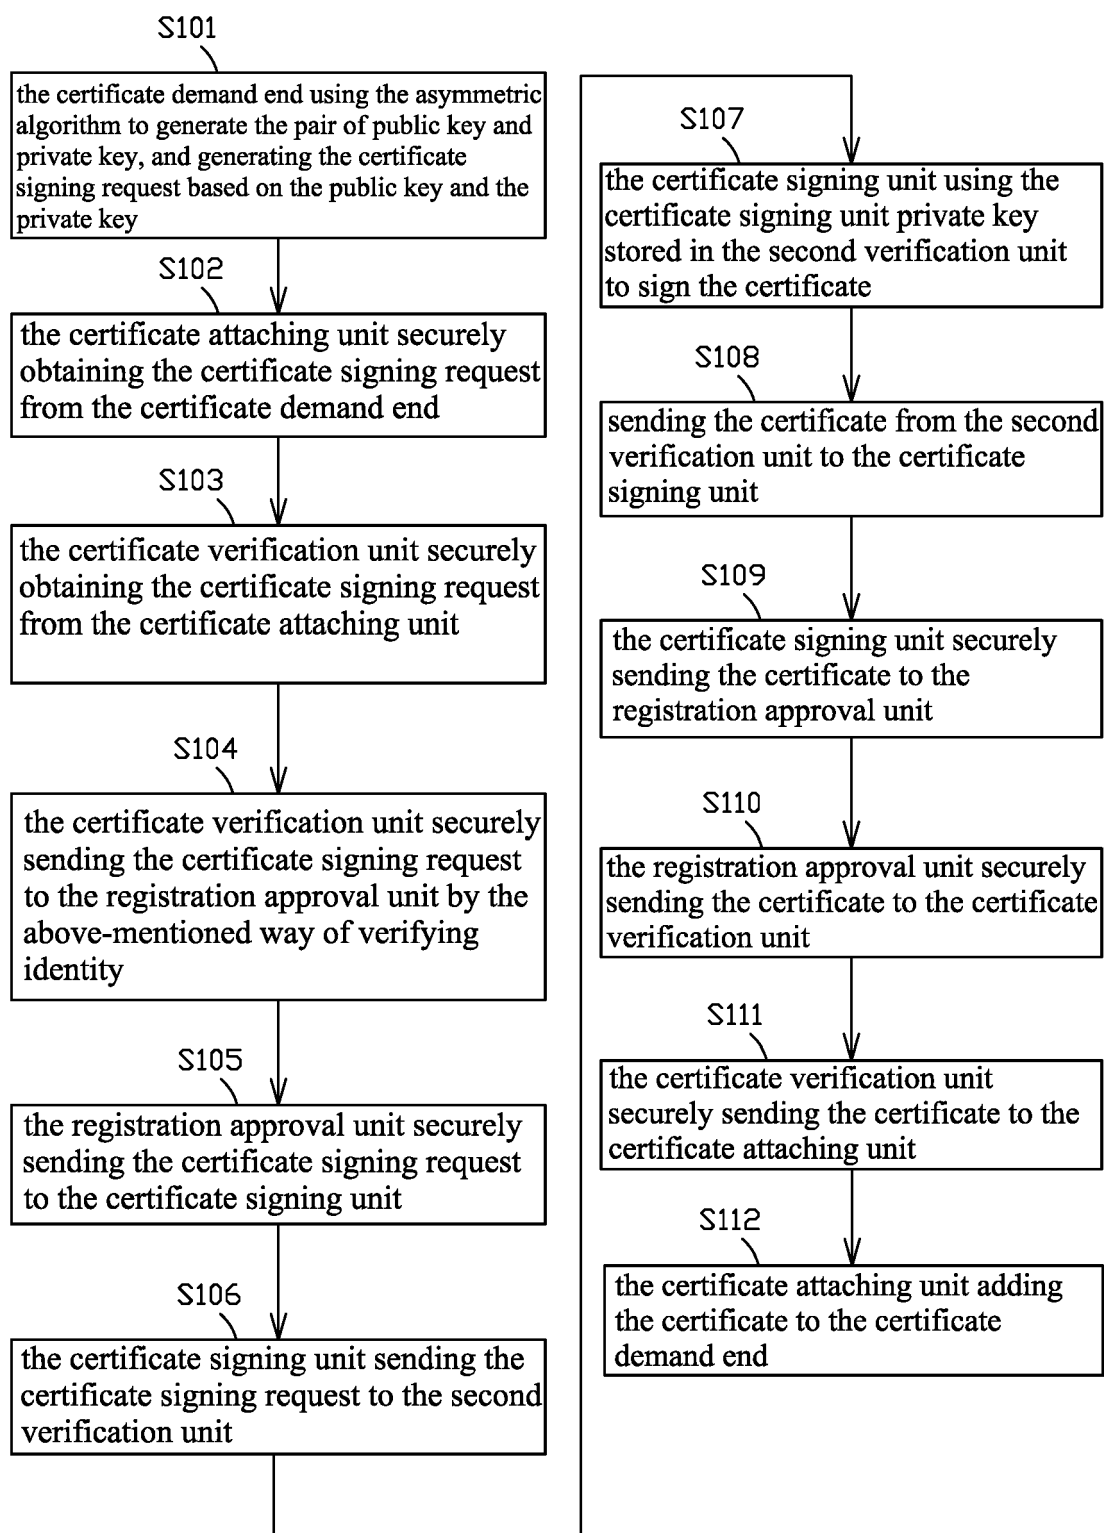 S101
the certificate demand end using the asymmetric
algorithm to generate the pair of public key and
private key, and generating the certificate
signing request based on the public key and the
private key
S102
the certificate attaching unit securely
obtaining the certificate signing request
from the certificate demand end
S103
the certificate verification unit securely
obtaining the certificate signing request
from the certificate attaching unit
S104
the certificate verification unit securely
sending the certificate signing request
to the registration approval unit by the
above-mentioned way of verifying
identity
S105
the registration approval unit securely
sending the certificate signing request
to the certificate signing unit
S106
the certificate signing unit sending the
certificate signing request to the second
verification unit
S107
the certificate signing unit using the
certificate signing unit private key
stored in the second verification unit
to sign the certificate
S108
sending the certificate from the second
verification unit to the certificate
signing unit
S109
the certificate signing unit securely
sending the certificate to the
registration approval unit
S110
the registration approval unit securely
sending the certificate to the certificate
verification unit
S111
the certificate verification unit
securely sending the certificate to the
certificate attaching unit
S112
the certificate attaching unit adding
the certificate to the certificate
demand end